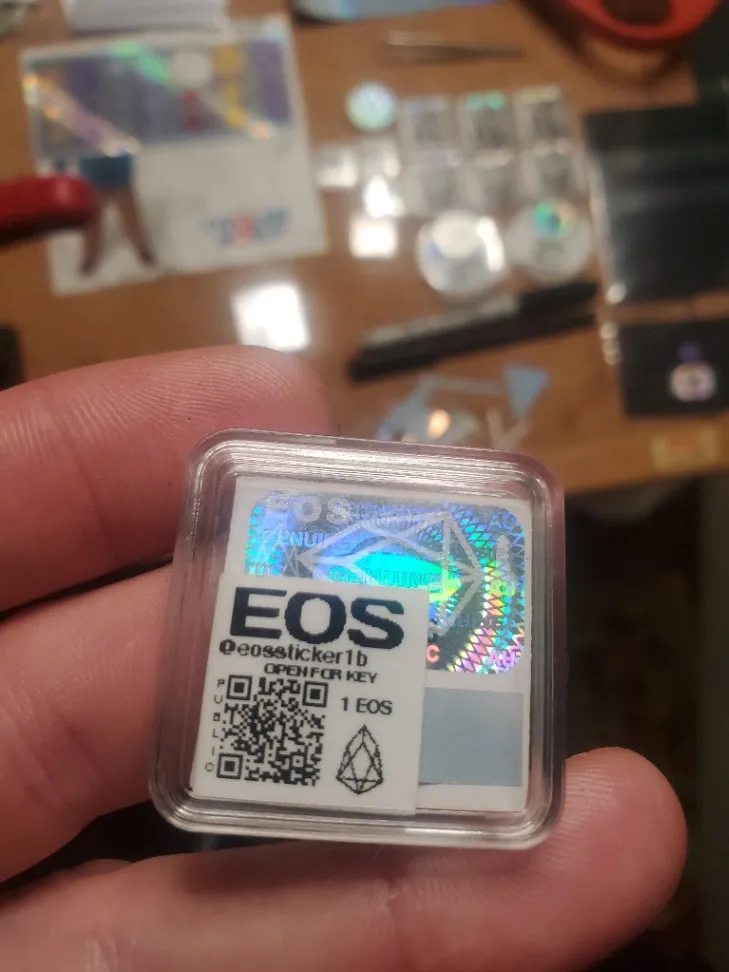 EOS
GENUINE
EOS
@eossticker1b
OPEN FOR KEY
PUBLIC
1 EOS